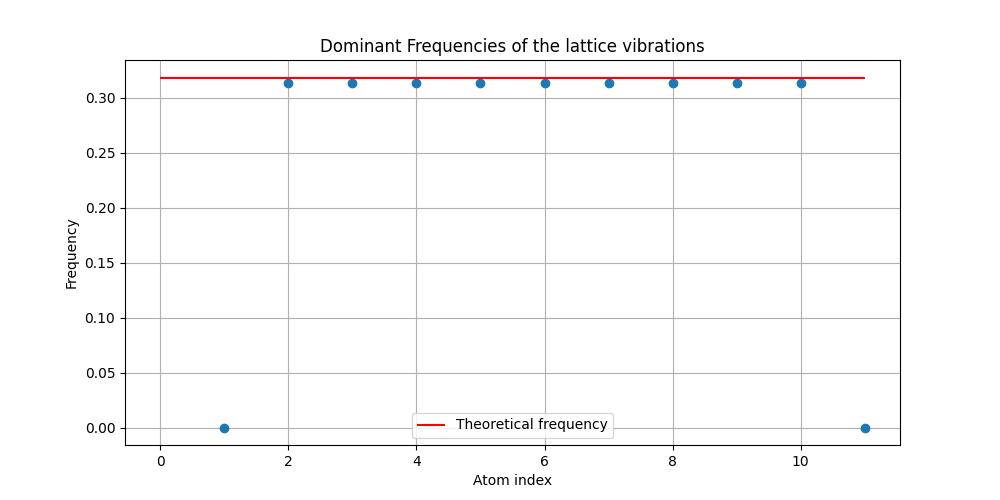 Dominant Frequencies of the lattice vibrations
Frequency
0.30
0.25
0.20
0.15
0.10
0.05
0.00
Theoretical frequency
0 2 4 6 8 10
Atom index